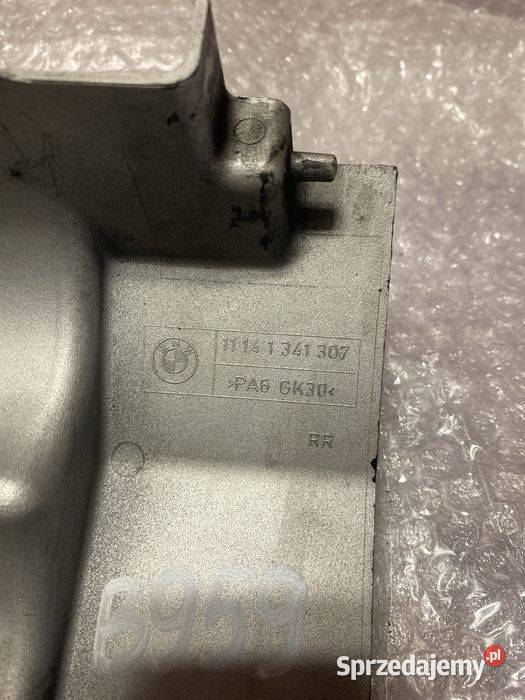 11 14 1 341 307
>PA6 GK30<
RR
B959
Sprzedajemy.pl